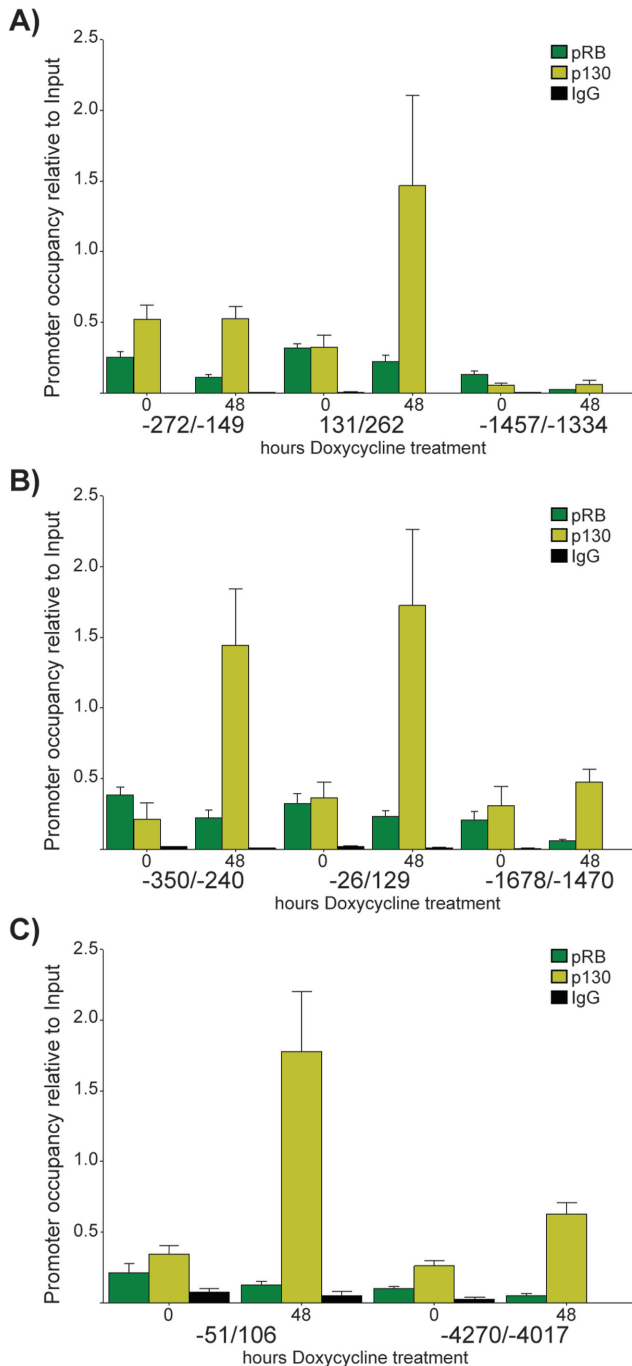 A)
Promoter occupancy relative to Input
2.5
2.0
1.5
1.0
0.5
pRB
p130
IgG
0 48 0 48 0 48
-272/-149 131/262 -1457/-1334
hours Doxycycline treatment
B)
Promoter occupancy relative to Input
2.5
2.0
1.5
1.0
0.5
pRB
p130
IgG
0 48 0 48 0 48
-350/-240 -26/129 -1678/-1470
hours Doxycycline treatment
C)
Promoter occupancy relative to Input
2.5
2.0
1.5
1.0
0.5
pRB
p130
IgG
0 48 0 48
-51/106 -4270/-4017
hours Doxycycline treatment